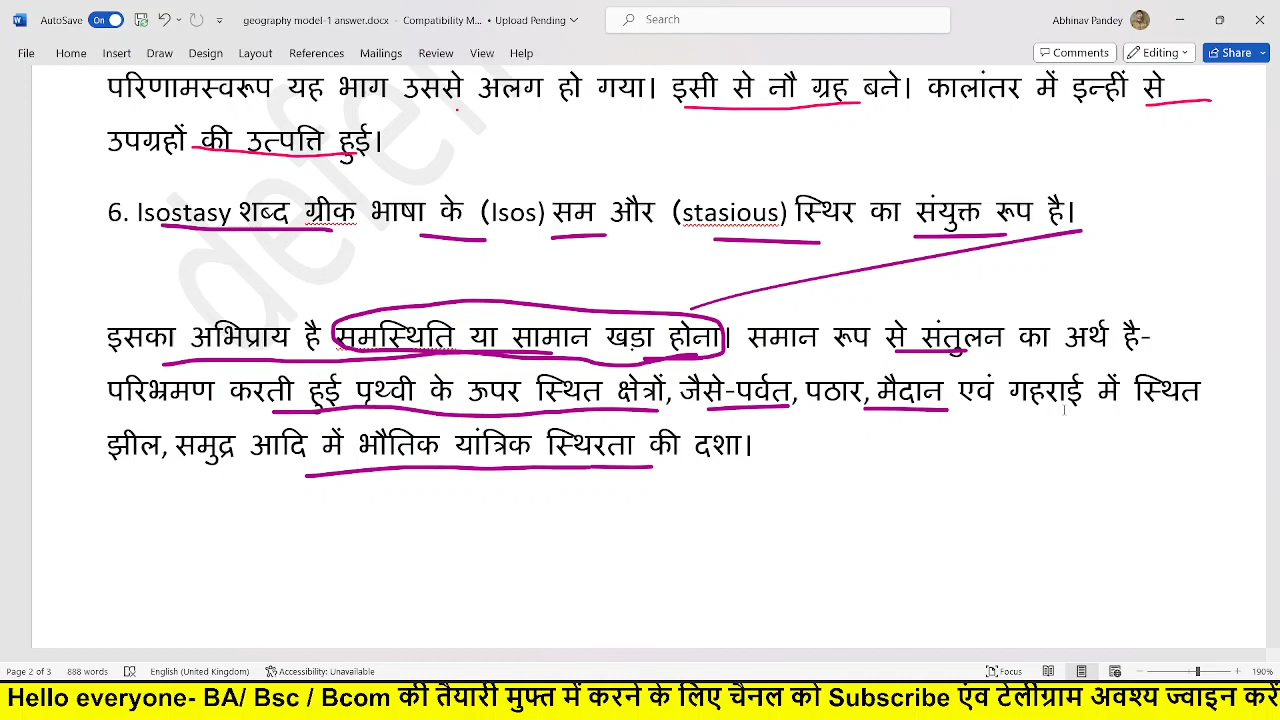 AutoSave On geography model-1 answer.docx - Compatibility M... • Upload Pending Search Abhinav Pandey
File Home Insert Draw Design Layout References Mailings Review View Help Comments Editing Share
परिणामस्वरूप यह भाग उससे अलग हो गया। इसी से नौ ग्रह बने। कालांतर में इन्हीं से
उपग्रहों की उत्पत्ति हुई।
6. Isostasy शब्द ग्रीक भाषा के (Isos) सम और (stasious) स्थिर का संयुक्त रूप है।
इसका अभिप्राय है समस्थिति या सामान खड़ा होना। समान रूप से संतुलन का अर्थ है-
परिभ्रमण करती हुई पृथ्वी के ऊपर स्थित क्षेत्रों, जैसे-पर्वत, पठार, मैदान एवं गहराई में स्थित
झील, समुद्र आदि में भौतिक यांत्रिक स्थिरता की दशा।
defen
Page 2 of 3 888 words English (United Kingdom) Accessibility: Unavailable Focus 190%
Hello everyone- BA/ Bsc / Bcom की तैयारी मुफ्त में करने के लिए चैनल को Subscribe एंव टेलीग्राम अवश्य ज्वाइन करें